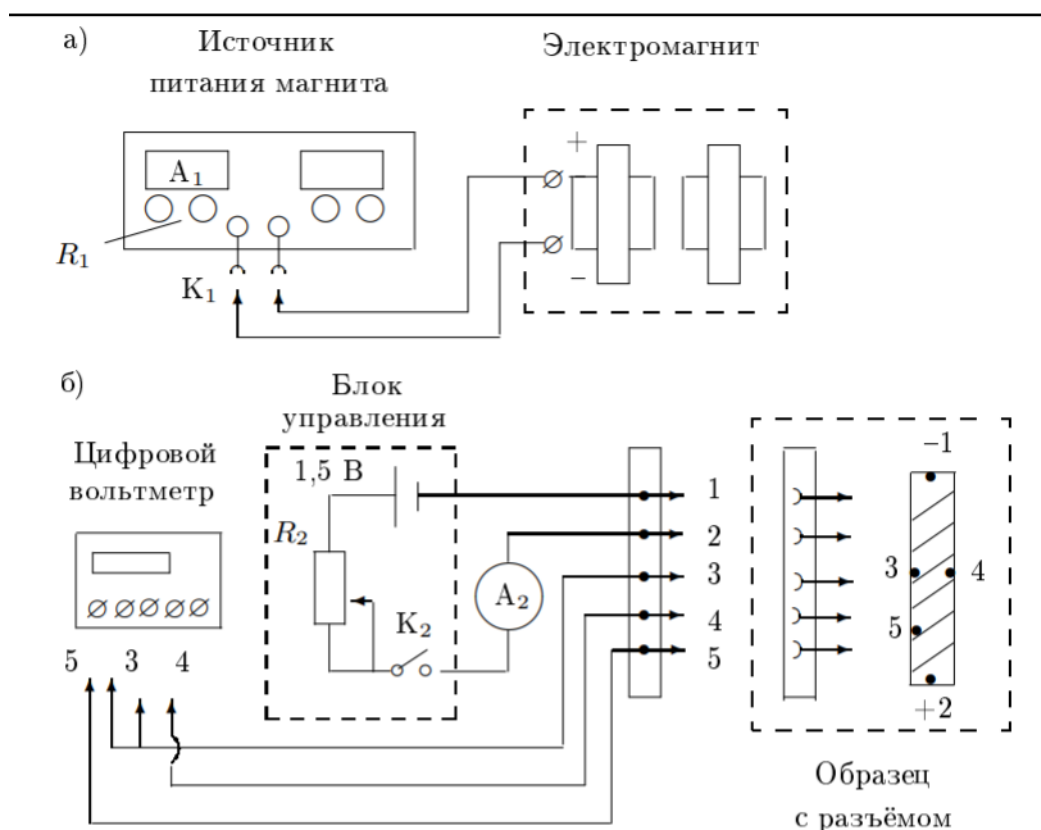 а)
Источник
питания магнита
Электромагнит
A₁
R₁
K₁
+
−
б)
Блок
управления
Цифровой
вольтметр
1,5 В
R₂
K₂
A₂
1
2
3
4
5
5 3 4
−1
3
4
5
+2
Образец
с разъёмом